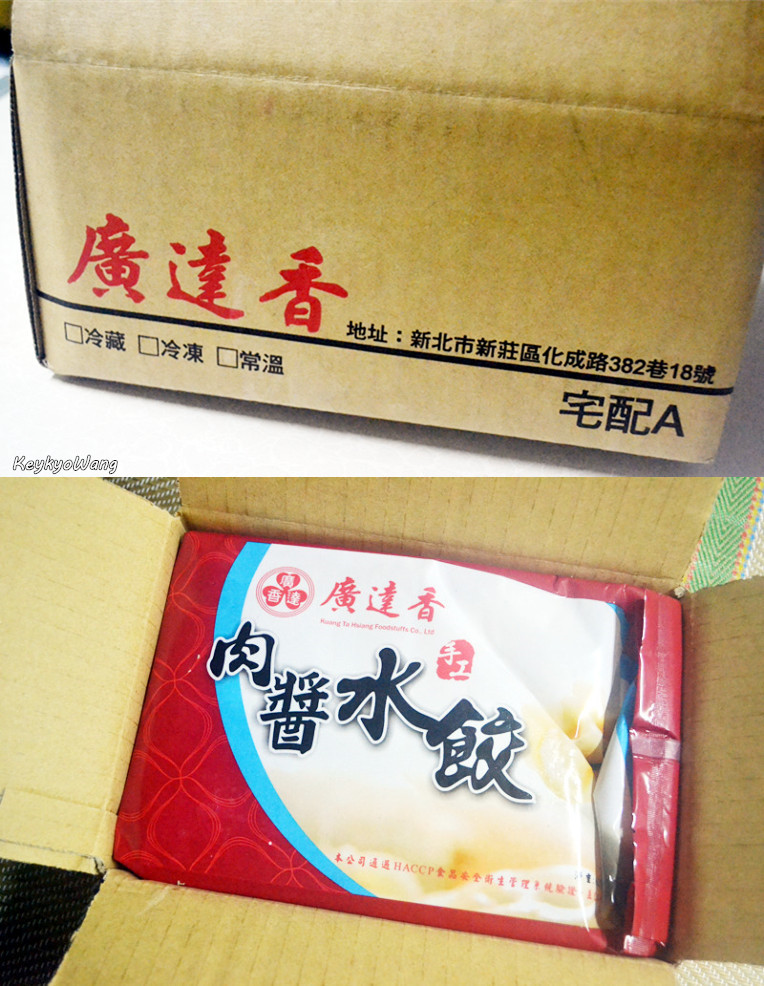 廣達香
地址：新北市新莊區化成路382巷18號
□冷藏 □冷凍 □常溫
宅配A
KeykyoWang
廣達香
廣達香
Kuang Ta Hsiang Foodstuffs Co., Ltd
手工
肉醬水餃
本公司通過HACCP食品安全衛生管理系統驗證